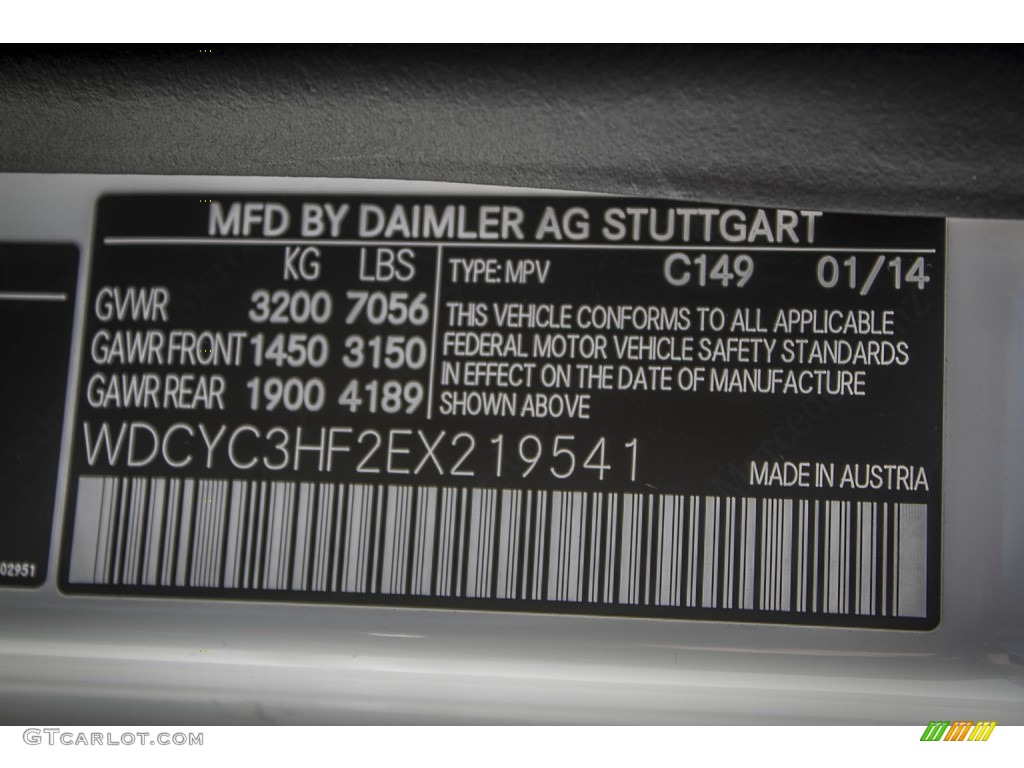 MFD BY DAIMLER AG STUTTGART
KG LBS
GVWR 3200 7056
GAWR FRONT 1450 3150
GAWR REAR 1900 4189
TYPE: MPV C149 01/14
THIS VEHICLE CONFORMS TO ALL APPLICABLE
FEDERAL MOTOR VEHICLE SAFETY STANDARDS
IN EFFECT ON THE DATE OF MANUFACTURE
SHOWN ABOVE
WDCYC3HF2EX219541
MADE IN AUSTRIA
02951
GTCARLOT.COM